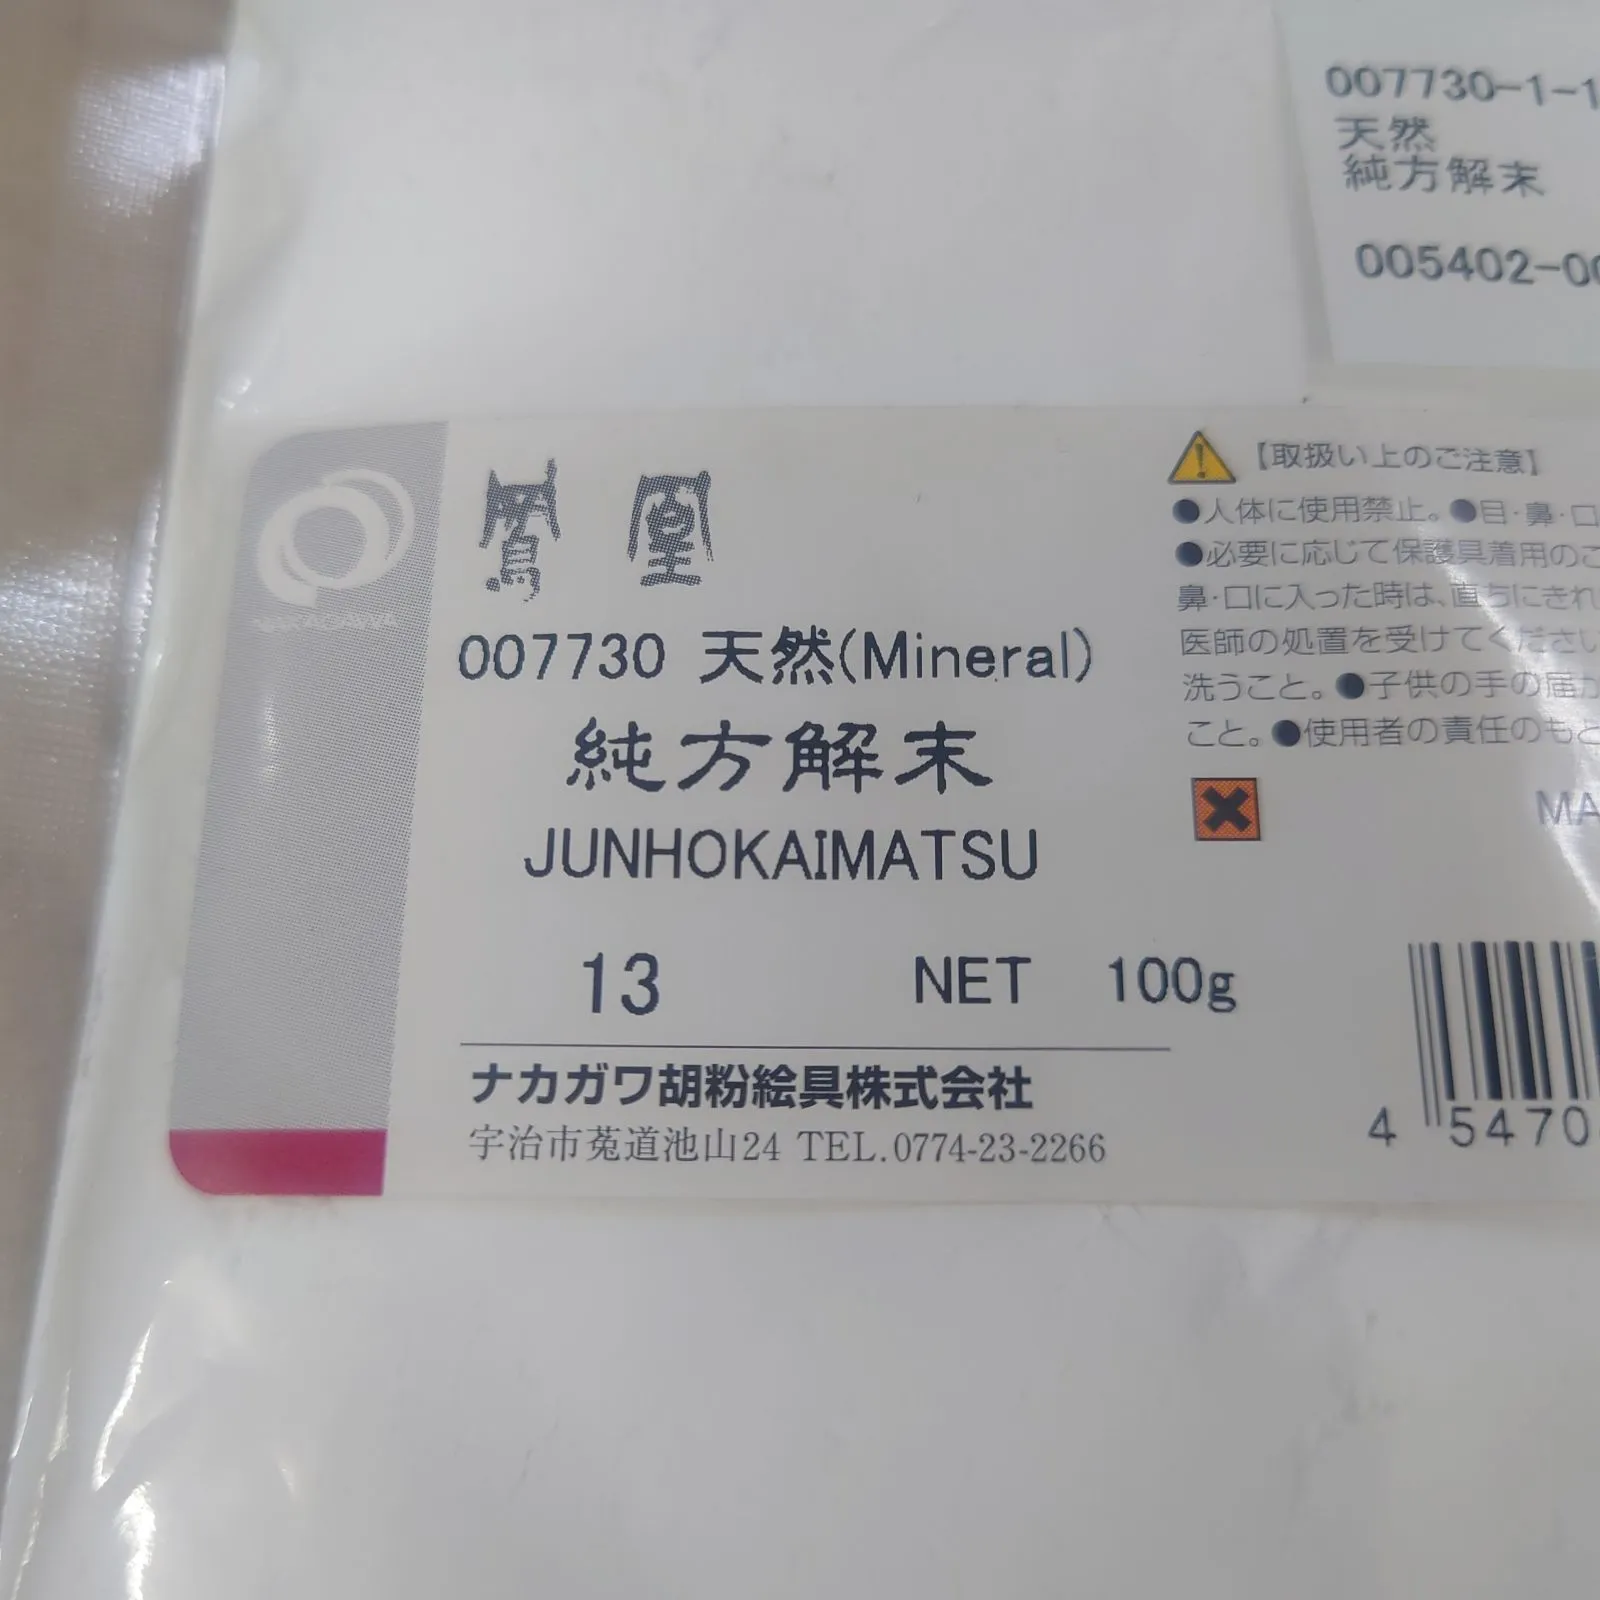 007730-1-1
天然
純方解末
005402-00
NAKAGAWA
鳳凰
007730 天然(Mineral)
純方解末
JUNHOKAIMATSU
13 NET 100g
ナカガワ胡粉絵具株式会社
宇治市菟道池山24 TEL.0774-23-2266
【取扱い上のご注意】
●人体に使用禁止。●目・鼻・口
●必要に応じて保護具着用のこ
鼻・口に入った時は、直ちにきれ
医師の処置を受けてください
洗うこと。●子供の手の届か
こと。●使用者の責任のもと
MA
4 5470